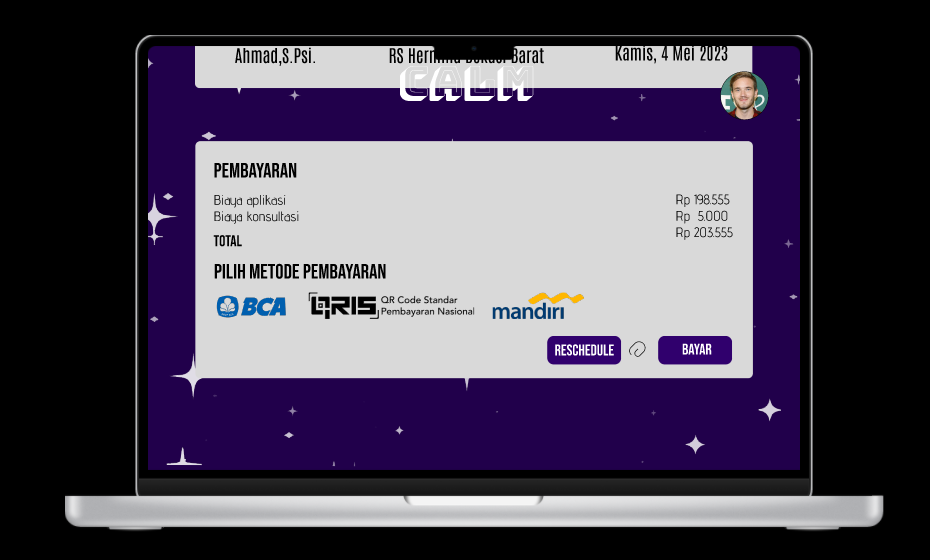 Ahmad,S.Psi.
RS Hermina Bekasi Barat
Kamis, 4 Mei 2023
CALM
PEMBAYARAN
Biaya aplikasi Rp 198.555
Biaya konsultasi Rp 5.000
TOTAL Rp 203.555
PILIH METODE PEMBAYARAN
BCA
QRIS QR Code Standar
Pembayaran Nasional
mandiri
RESCHEDULE
BAYAR